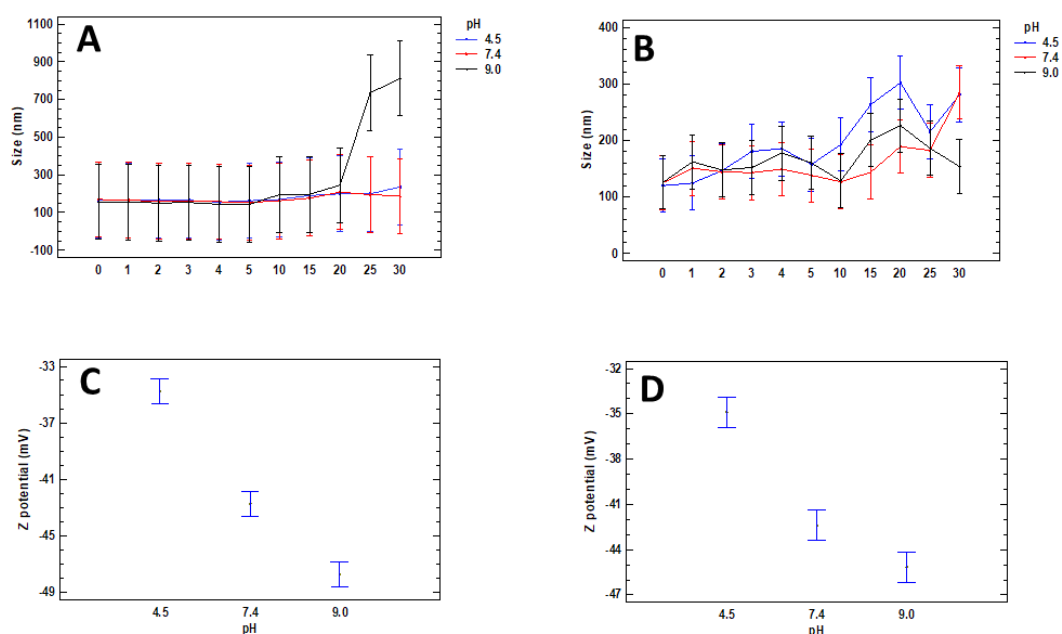 A
Size (nm)
1100
900
700
500
300
100
-100
0 1 2 3 4 5 10 15 20 25 30
pH
4.5
7.4
9.0
B
Size (nm)
400
300
200
100
0
0 1 2 3 4 5 10 15 20 25 30
pH
4.5
7.4
9.0
C
Z potential (mV)
-33
-37
-41
-45
-49
4.5 7.4 9.0
pH
D
Z potential (mV)
-32
-35
-38
-41
-44
-47
4.5 7.4 9.0
pH